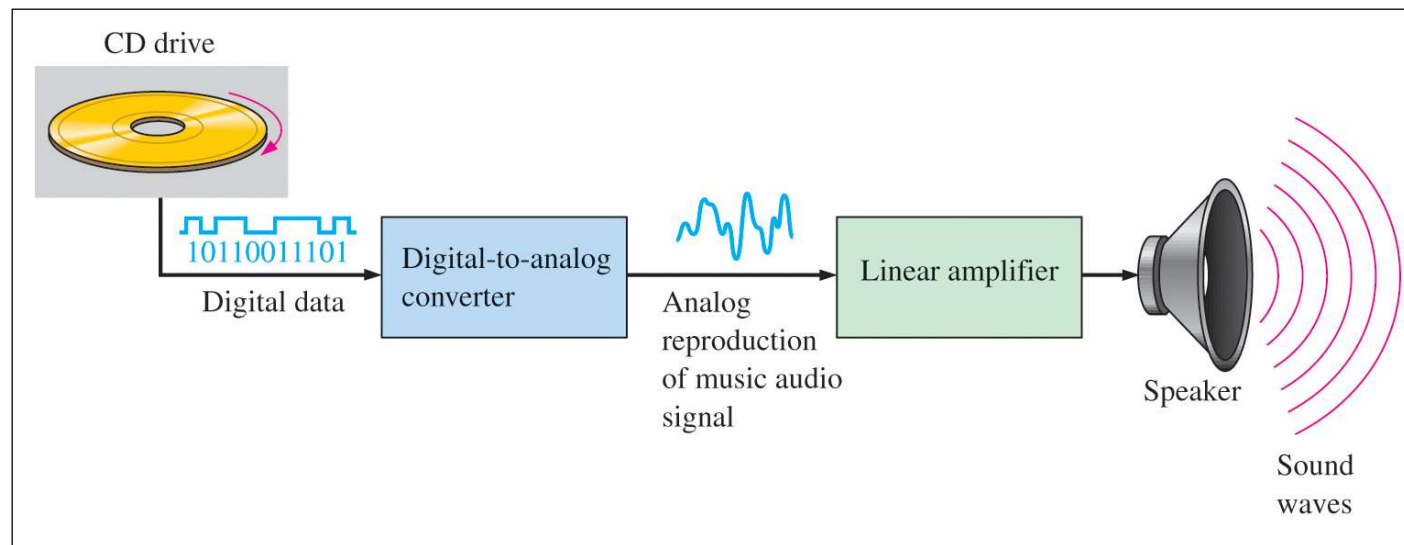 CD drive
10110011101
Digital data
Digital-to-analog
converter
Analog
reproduction
of music audio
signal
Linear amplifier
Speaker
Sound
waves